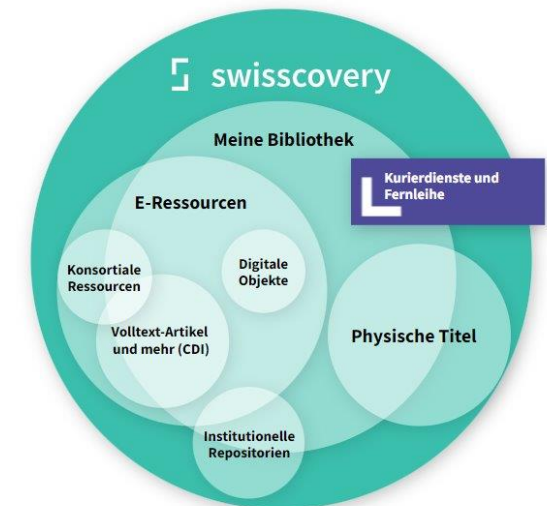 swisscovery
Meine Bibliothek
Kurierdienste und
Fernleihe
E-Ressourcen
Konsortiale
Ressourcen
Digitale
Objekte
Volltext-Artikel
und mehr (CDI)
Physische Titel
Institutionelle
Repositorien